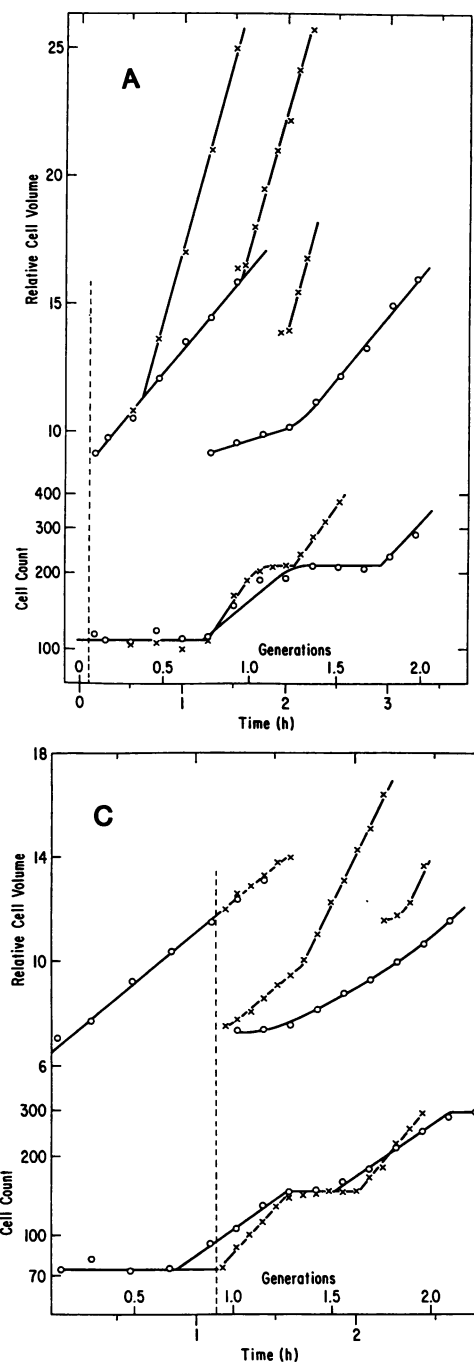 A
25
20
15
10
Relative Cell Volume
400
300
200
100
Cell Count
Generations
0 0.5 1.0 1.5 2.0
0 1 2 3
Time (h)
C
18
14
10
6
Relative Cell Volume
300
200
100
70
Cell Count
Generations
0.5 1.0 1.5 2.0
1 2
Time (h)